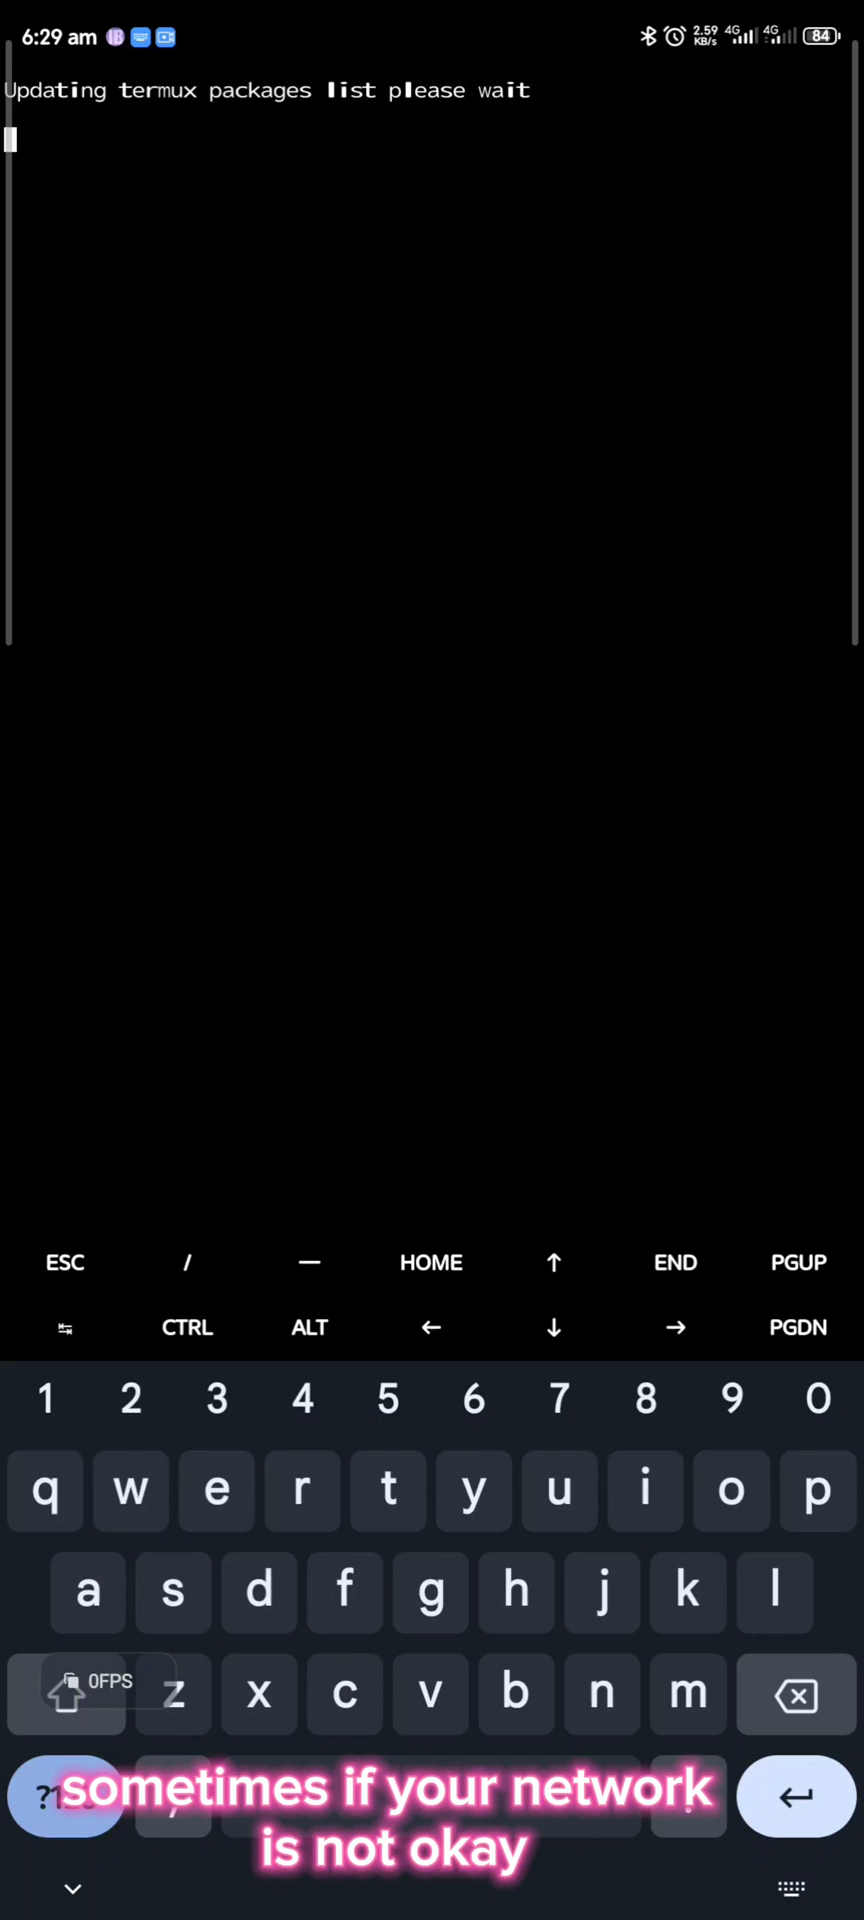 6:29 am 2.59 KB/s 4G 4G 84
Updating termux packages list please wait
ESC / — HOME ↑ END PGUP
↹ CTRL ALT ← ↓ → PGDN
1 2 3 4 5 6 7 8 9 0
q w e r t y u i o p
a s d f g h j k l
0FPS z x c v b n m
sometimes if your network
is not okay